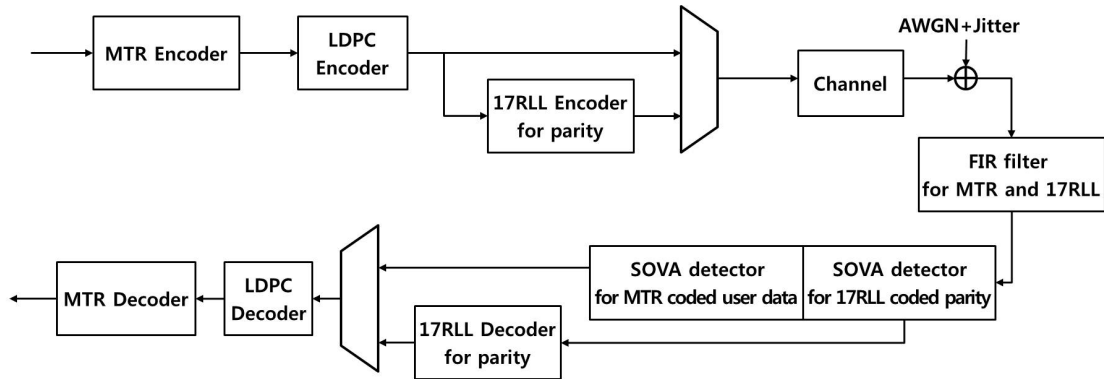 MTR Encoder
LDPC
Encoder
17RLL Encoder
for parity
Channel
AWGN+Jitter
FIR filter
for MTR and 17RLL
SOVA detector
for MTR coded user data
SOVA detector
for 17RLL coded parity
17RLL Decoder
for parity
LDPC
Decoder
MTR Decoder